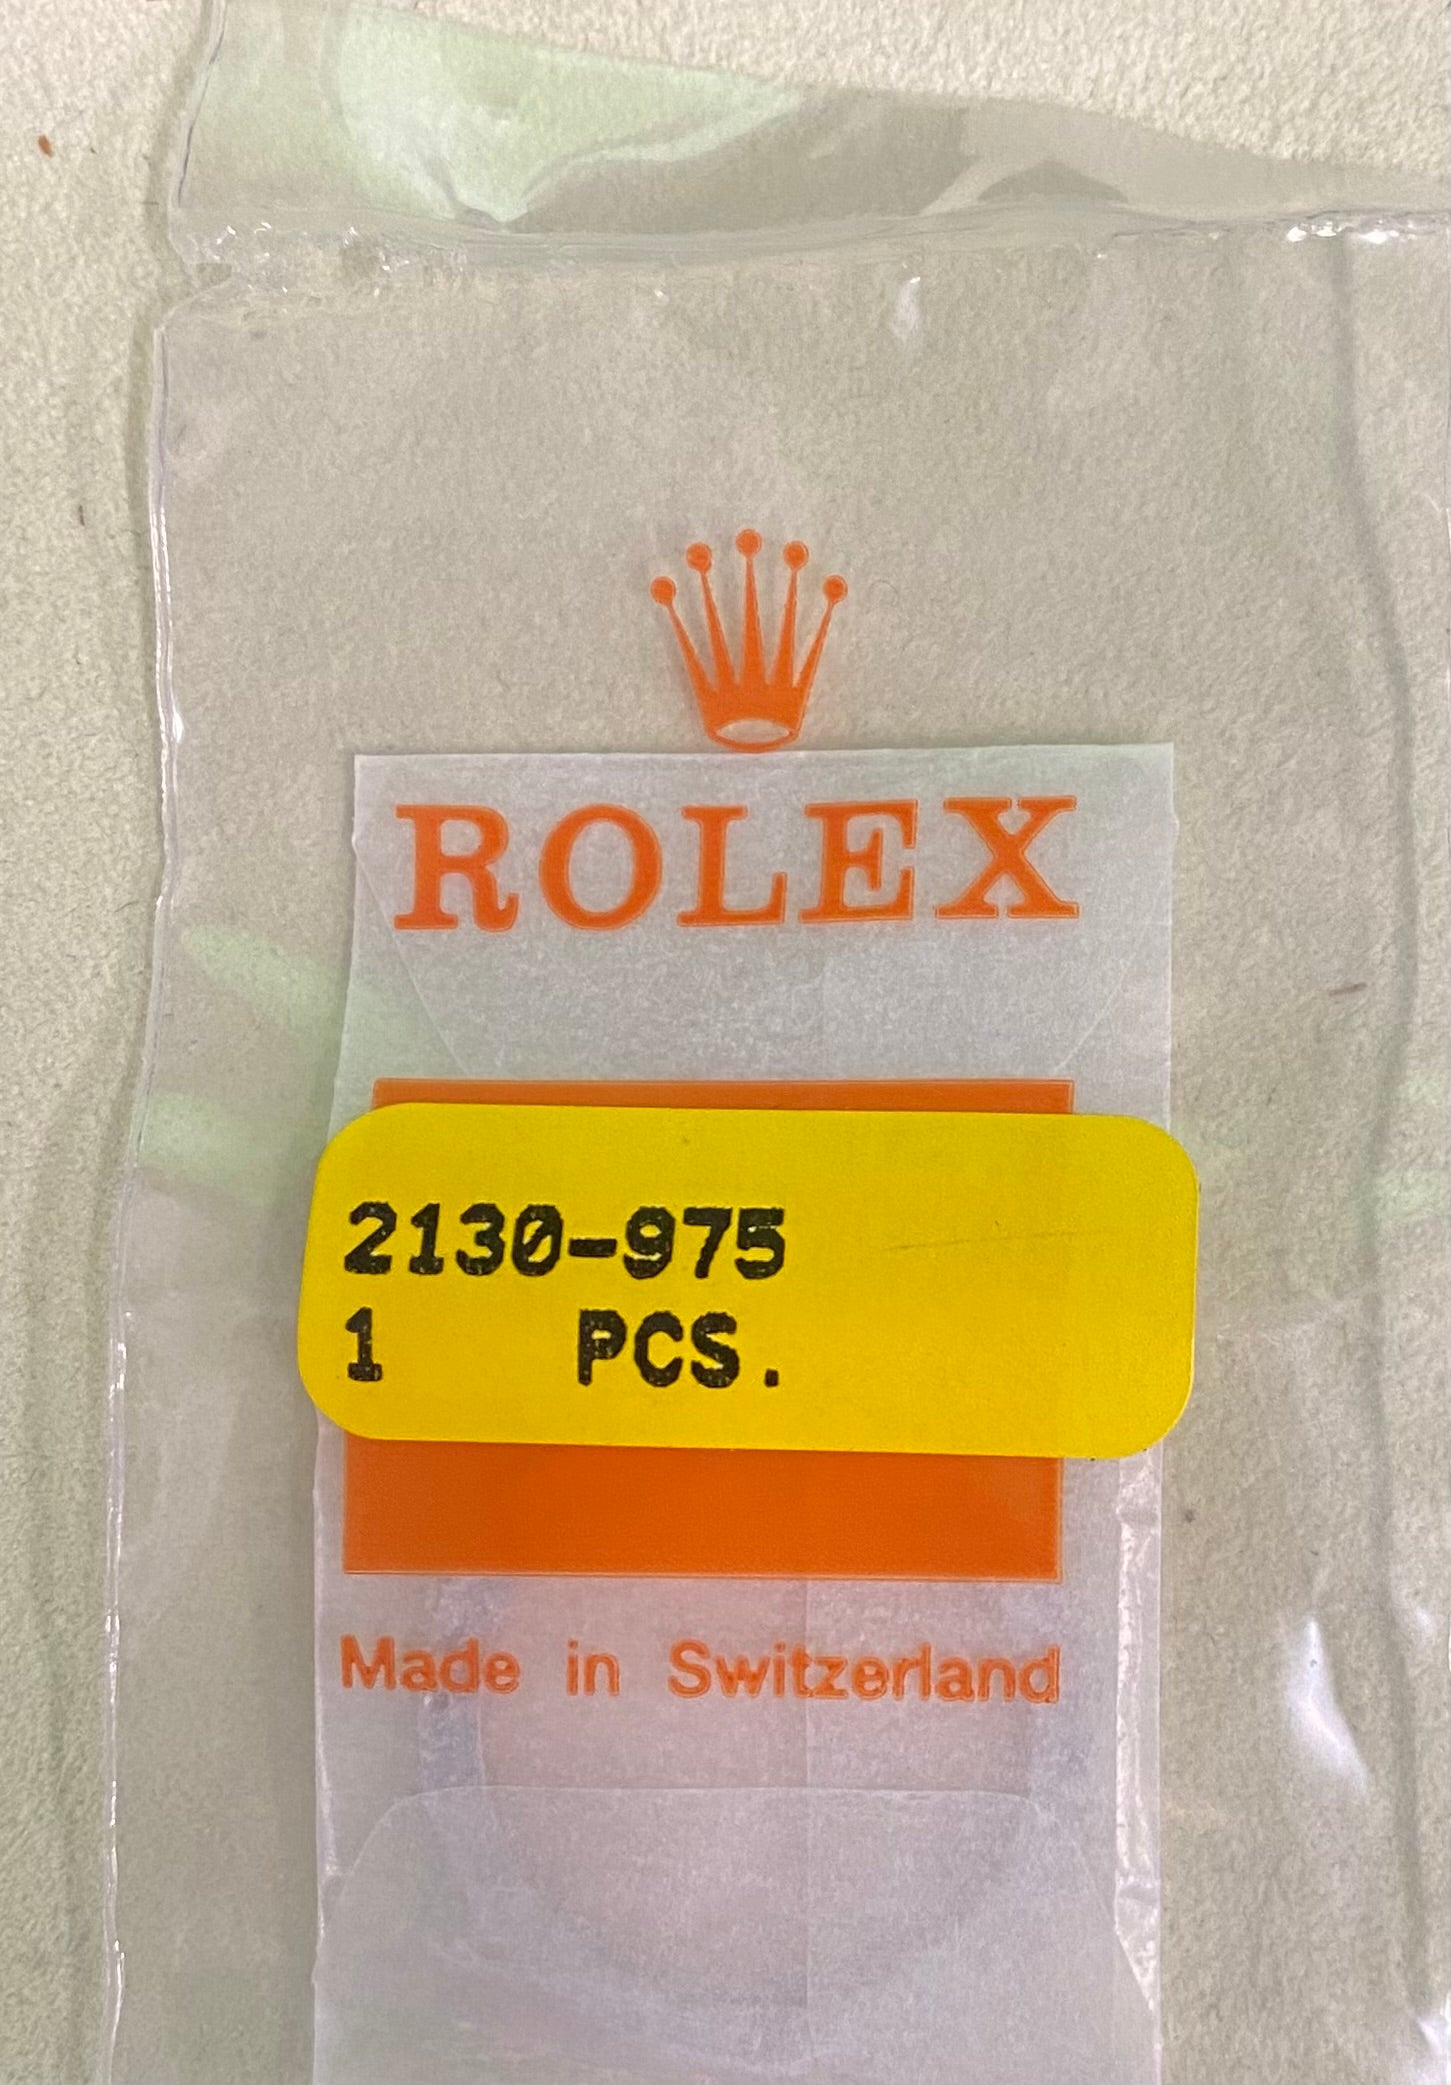 ROLEX
2130-975
1 PCS.
Made in Switzerland